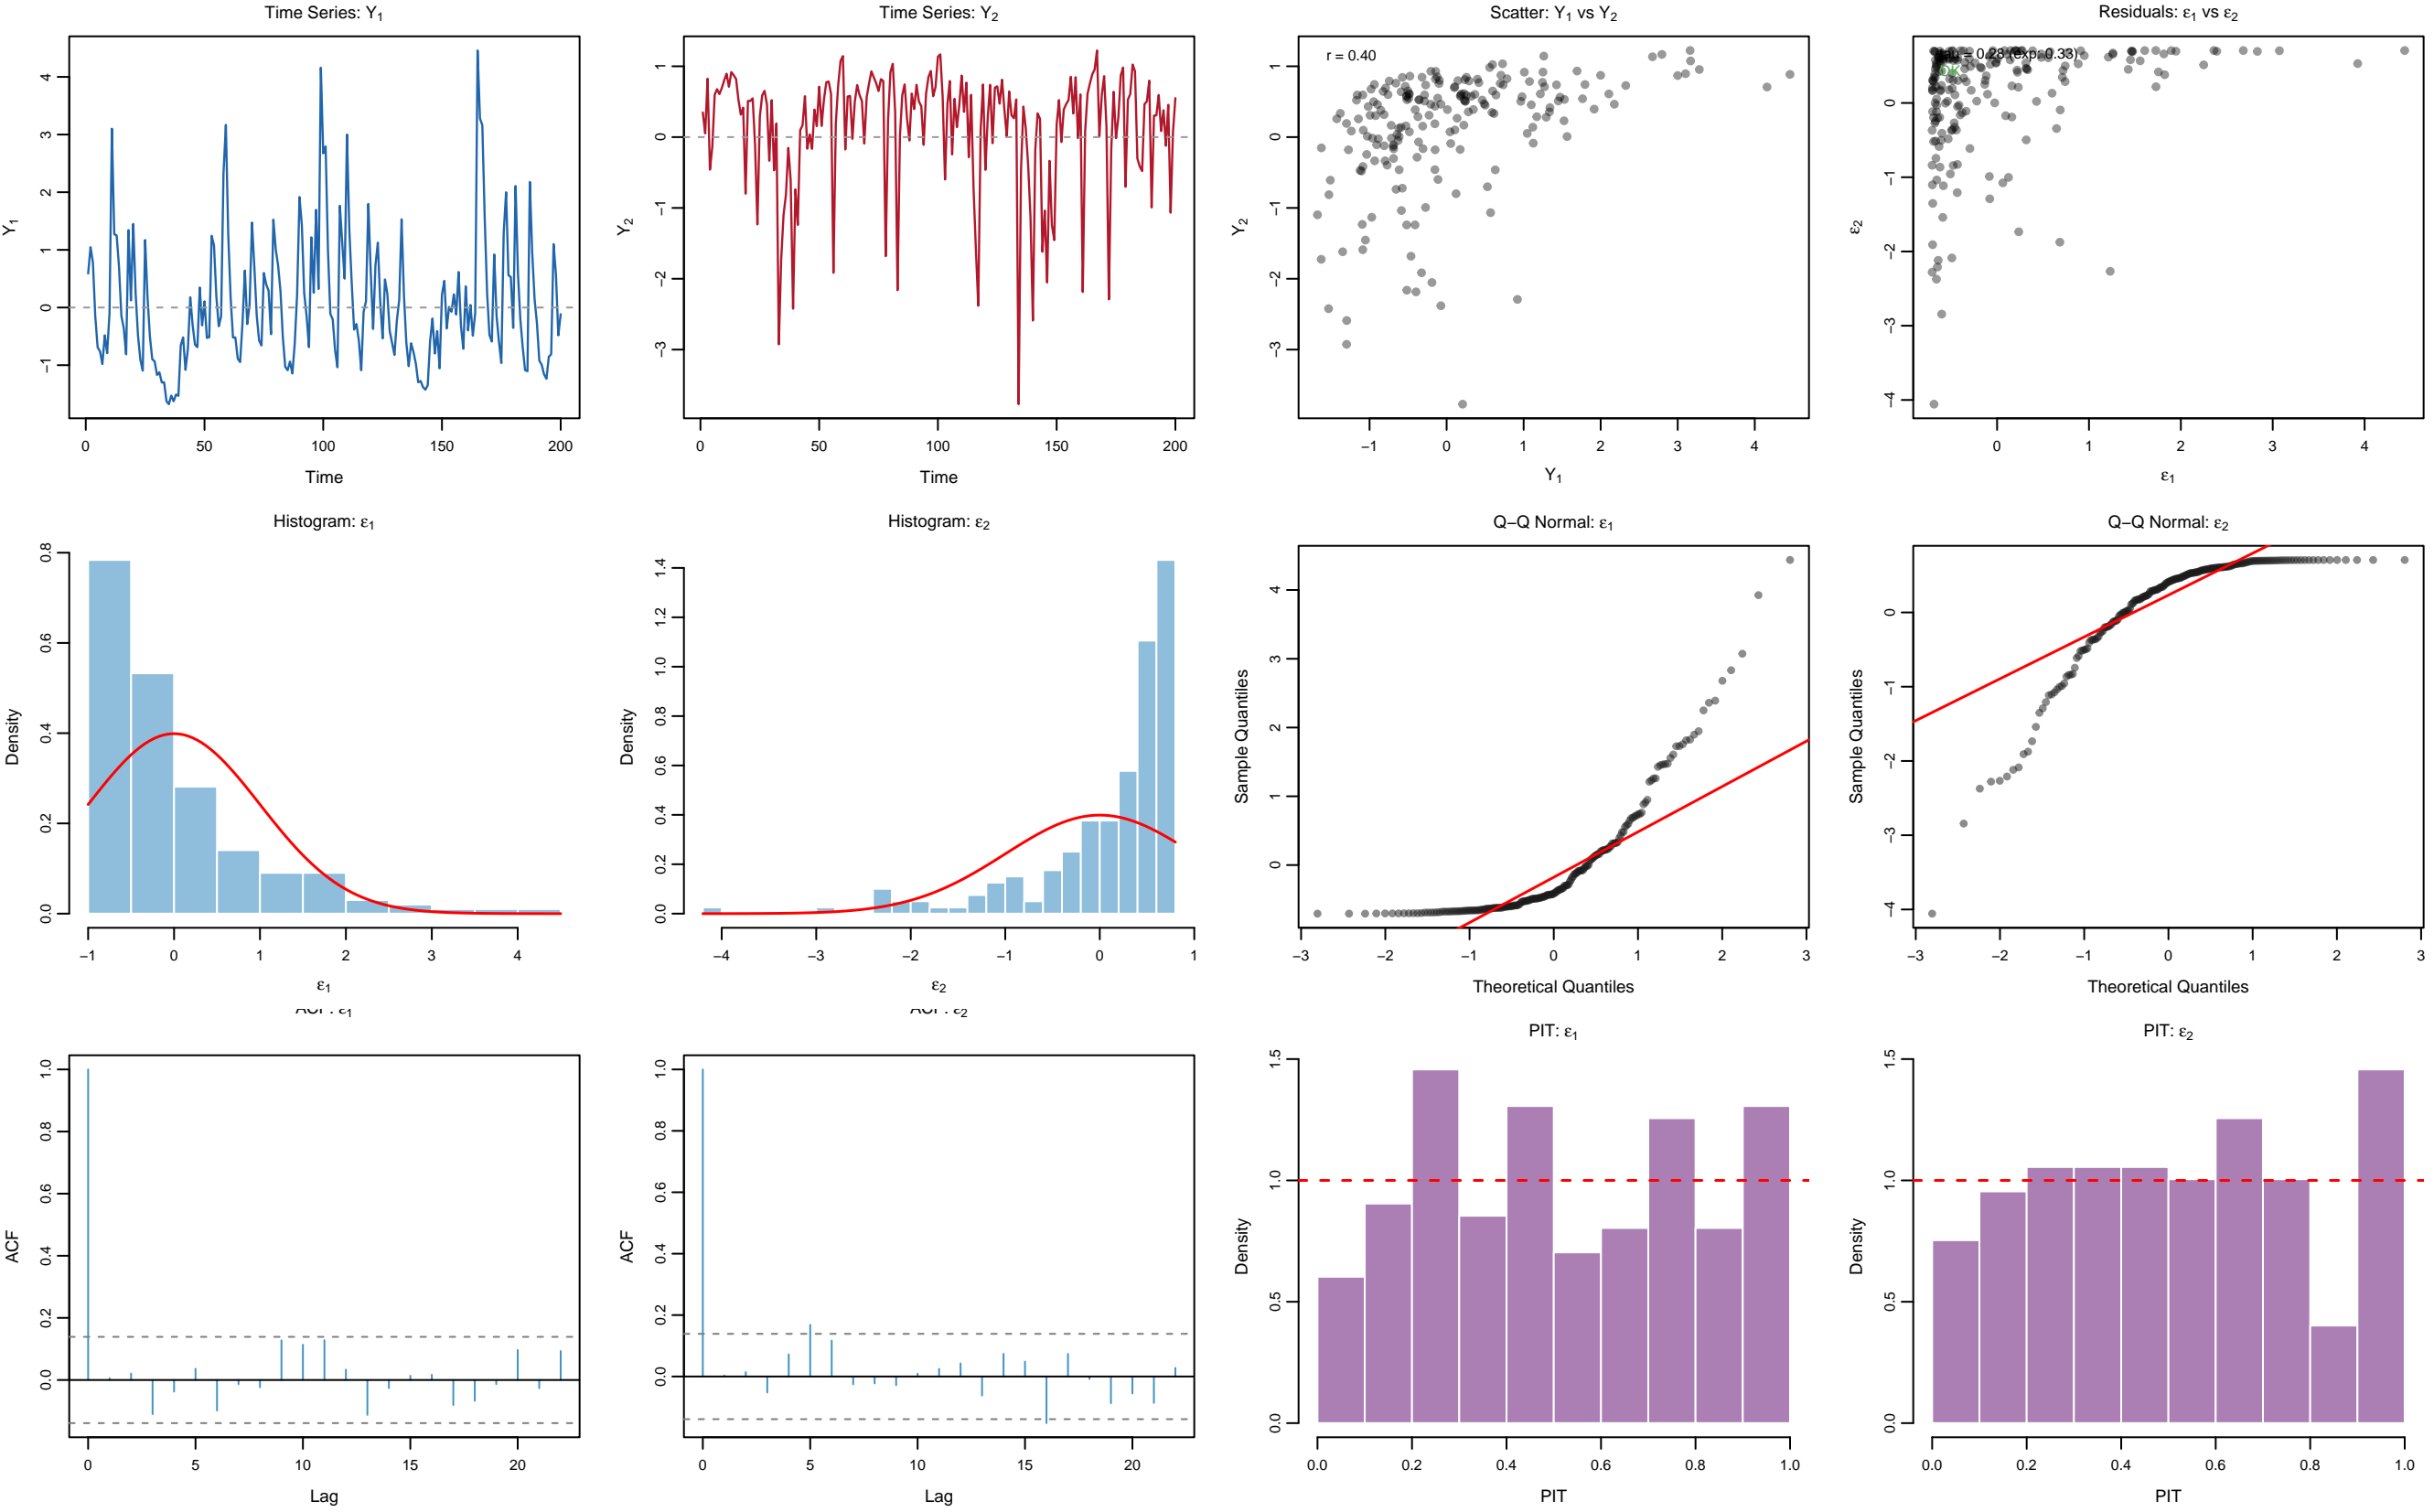 Time Series: Y₁
4
3
2
1
0
−1
Y₁
0 50 100 150 200
Time
Time Series: Y₂
1
0
−1
−2
−3
Y₂
0 50 100 150 200
Time
Scatter: Y₁ vs Y₂
r = 0.40
1
0
−1
−2
−3
Y₂
−1 0 1 2 3 4
Y₁
Residuals: ε₁ vs ε₂
tau = 0.28 (exp: 0.33)
OK
0
−1
−2
−3
−4
ε₂
0 1 2 3 4
ε₁
Histogram: ε₁
0.8
0.6
0.4
0.2
0.0
Density
−1 0 1 2 3 4
ε₁
Histogram: ε₂
1.4
1.2
1.0
0.8
0.6
0.4
0.2
0.0
Density
−4 −3 −2 −1 0 1
ε₂
Q−Q Normal: ε₁
4
3
2
1
0
Sample Quantiles
−3 −2 −1 0 1 2 3
Theoretical Quantiles
Q−Q Normal: ε₂
0
−1
−2
−3
−4
Sample Quantiles
−3 −2 −1 0 1 2 3
Theoretical Quantiles
ACF: ε₁
1.0
0.8
0.6
0.4
0.2
0.0
ACF
0 5 10 15 20
Lag
ACF: ε₂
1.0
0.8
0.6
0.4
0.2
0.0
ACF
0 5 10 15 20
Lag
PIT: ε₁
1.5
1.0
0.5
0.0
Density
0.0 0.2 0.4 0.6 0.8 1.0
PIT
PIT: ε₂
1.5
1.0
0.5
0.0
Density
0.0 0.2 0.4 0.6 0.8 1.0
PIT